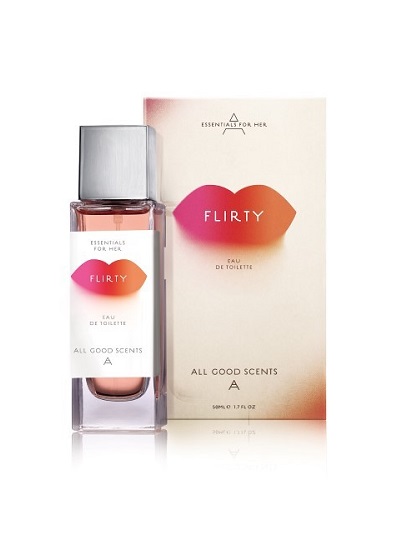 ESSENTIALS
FOR HER
FLIRTY
EAU
DE TOILETTE
ALL GOOD SCENTS
A
ESSENTIALS FOR HER
FLIRTY
EAU
DE TOILETTE
ALL GOOD SCENTS
A
50ML ℮ 1.7 FL OZ